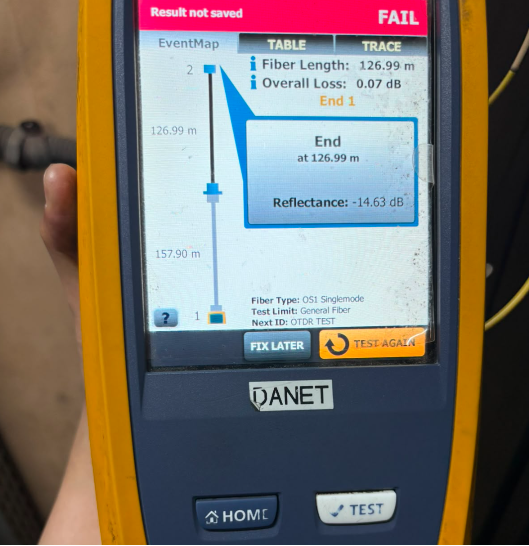 Result not saved
FAIL
EventMap
TABLE
TRACE
2
i Fiber Length: 126.99 m
i Overall Loss: 0.07 dB
End 1
126.99 m
End
at 126.99 m
Reflectance: -14.63 dB
157.90 m
Fiber Type: OS1 Singlemode
Test Limit: General Fiber
Next ID: OTDR TEST
? 1
FIX LATER
TEST AGAIN
DANET
HOME
TEST